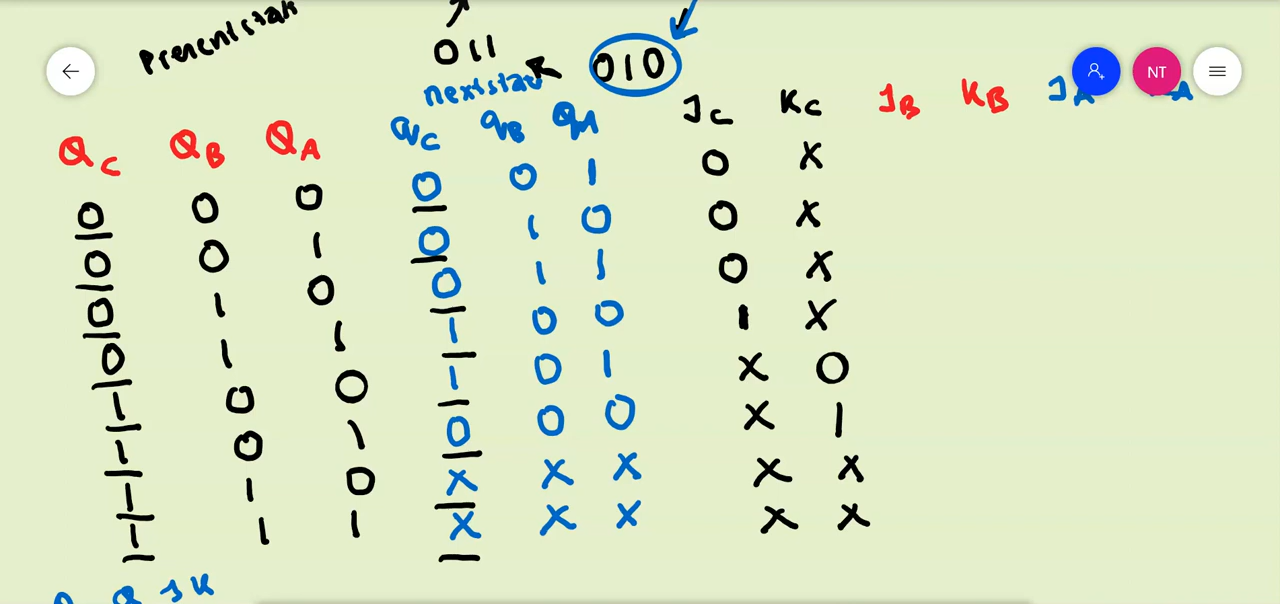 Present state
011 010
next state
QC QB QA qC qB QA JC KC JB KB JA KA
0 0 0 0 0 1 0 X
0 0 1 0 1 0 0 X
0 1 0 0 1 1 0 X
0 1 1 1 0 0 1 X
1 0 0 1 0 1 X 0
1 0 1 0 0 0 X 1
1 1 0 X X X X X
1 1 1 X X X X X
Q Q J K
NT